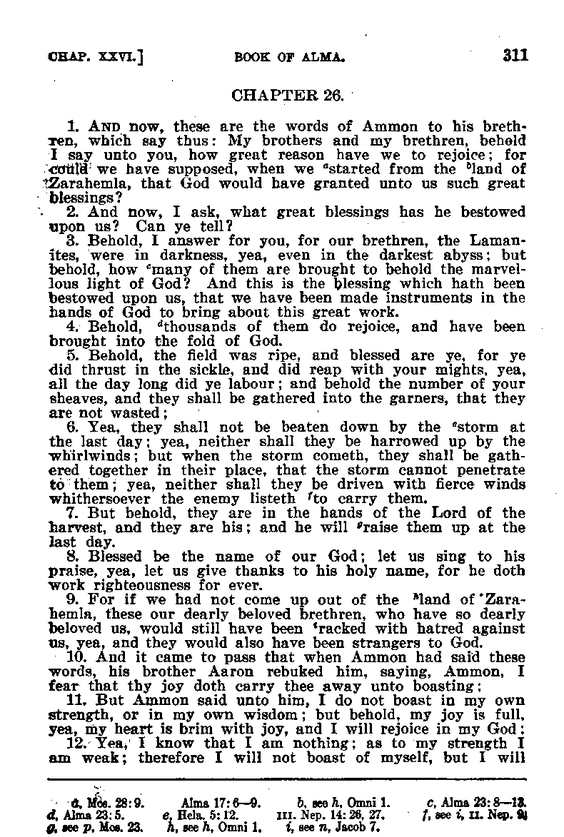 CHAP. XXVI.] BOOK OF ALMA. 311
CHAPTER 26.
1. AND now, these are the words of Ammon to his breth-
ren, which say thus: My brothers and my brethren, behold
I say unto you, how great reason have we to rejoice; for
could we have supposed, when we ᵃstarted from the ᵇland of
Zarahemla, that God would have granted unto us such great
blessings?
2. And now, I ask, what great blessings has he bestowed
upon us? Can ye tell?
3. Behold, I answer for you, for our brethren, the Laman-
ites, were in darkness, yea, even in the darkest abyss; but
behold, how ᶜmany of them are brought to behold the marvel-
lous light of God? And this is the blessing which hath been
bestowed upon us, that we have been made instruments in the
hands of God to bring about this great work.
4. Behold, ᵈthousands of them do rejoice, and have been
brought into the fold of God.
5. Behold, the field was ripe, and blessed are ye, for ye
did thrust in the sickle, and did reap with your mights, yea,
all the day long did ye labour; and behold the number of your
sheaves, and they shall be gathered into the garners, that they
are not wasted;
6. Yea, they shall not be beaten down by the ᵉstorm at
the last day; yea, neither shall they be harrowed up by the
whirlwinds; but when the storm cometh, they shall be gath-
ered together in their place, that the storm cannot penetrate
to them; yea, neither shall they be driven with fierce winds
whithersoever the enemy listeth ᶠto carry them.
7. But behold, they are in the hands of the Lord of the
harvest, and they are his; and he will ᵍraise them up at the
last day.
8. Blessed be the name of our God; let us sing to his
praise, yea, let us give thanks to his holy name, for he doth
work righteousness for ever.
9. For if we had not come up out of the ʰland of Zara-
hemla, these our dearly beloved brethren, who have so dearly
beloved us, would still have been ⁱracked with hatred against
us, yea, and they would also have been strangers to God.
10. And it came to pass that when Ammon had said these
words, his brother Aaron rebuked him, saying, Ammon, I
fear that thy joy doth carry thee away unto boasting;
11. But Ammon said unto him, I do not boast in my own
strength, or in my own wisdom; but behold, my joy is full,
yea, my heart is brim with joy, and I will rejoice in my God;
12. Yea, I know that I am nothing; as to my strength I
am weak; therefore I will not boast of myself, but I will
a, Mos. 28:9. Alma 17:6—9. b, see h, Omni 1. c, Alma 23:8—13.
d, Alma 23:5. e, Hela. 5:12. III. Nep. 14:26, 27. f, see i, II. Nep. 9.
g, see p, Mos. 23. h, see h, Omni 1. i, see n, Jacob 7.